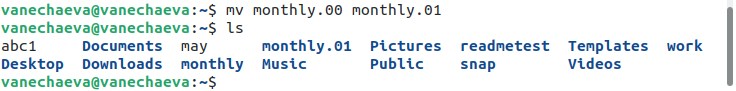 vanechaeva@vanechaeva:~$ mv monthly.00 monthly.01
vanechaeva@vanechaeva:~$ ls
abc1 Documents may monthly.01 Pictures readmetest Templates work
Desktop Downloads monthly Music Public snap Videos
vanechaeva@vanechaeva:~$